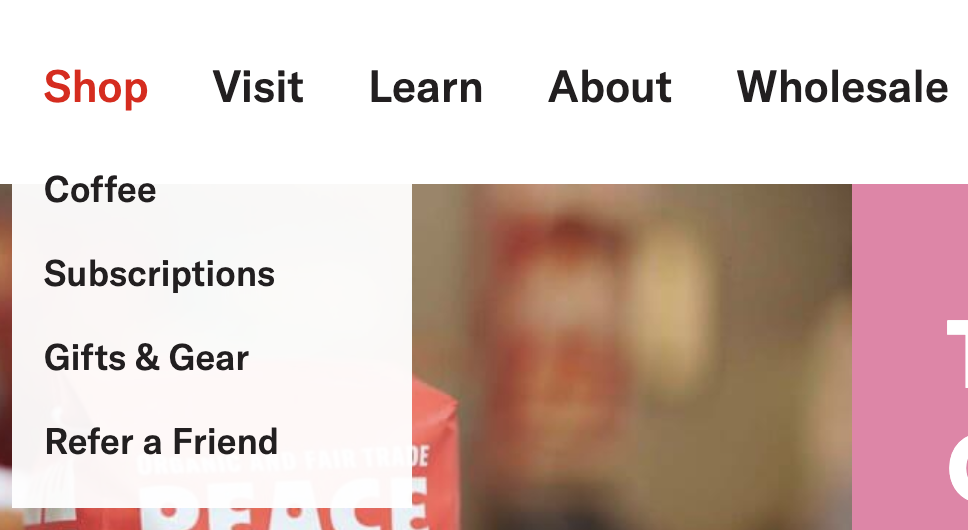 Shop Visit Learn About Wholesale
Coffee
Subscriptions
Gifts & Gear
Refer a Friend
ORGANIC AND FAIR TRADE
PEACE